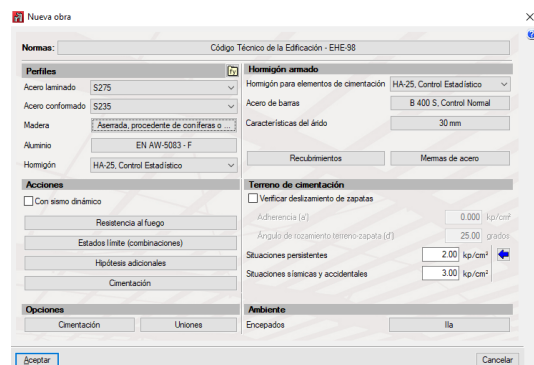 Nueva obra
Normas: Código Técnico de la Edificación - EHE-98
Perfiles
Acero laminado S275
Acero conformado S235
Madera Aserrada, procedente de coníferas o ...
Aluminio EN AW-5083 - F
Hormigón HA-25, Control Estadístico
Hormigón armado
Hormigón para elementos de cimentación HA-25, Control Estadístico
Acero de barras B 400 S, Control Normal
Características del árido 30 mm
Recubrimientos Mermas de acero
Acciones
Con sismo dinámico
Resistencia al fuego
Estados límite (combinaciones)
Hipótesis adicionales
Cimentación
Terreno de cimentación
Verificar deslizamiento de zapatas
Adherencia (a') 0.000 kp/cm²
Ángulo de rozamiento terreno-zapata (d') 25.00 grados
Situaciones persistentes 2.00 kp/cm²
Situaciones sísmicas y accidentales 3.00 kp/cm²
Opciones
Cimentación Uniones
Ambiente
Encepados IIa
Aceptar Cancelar